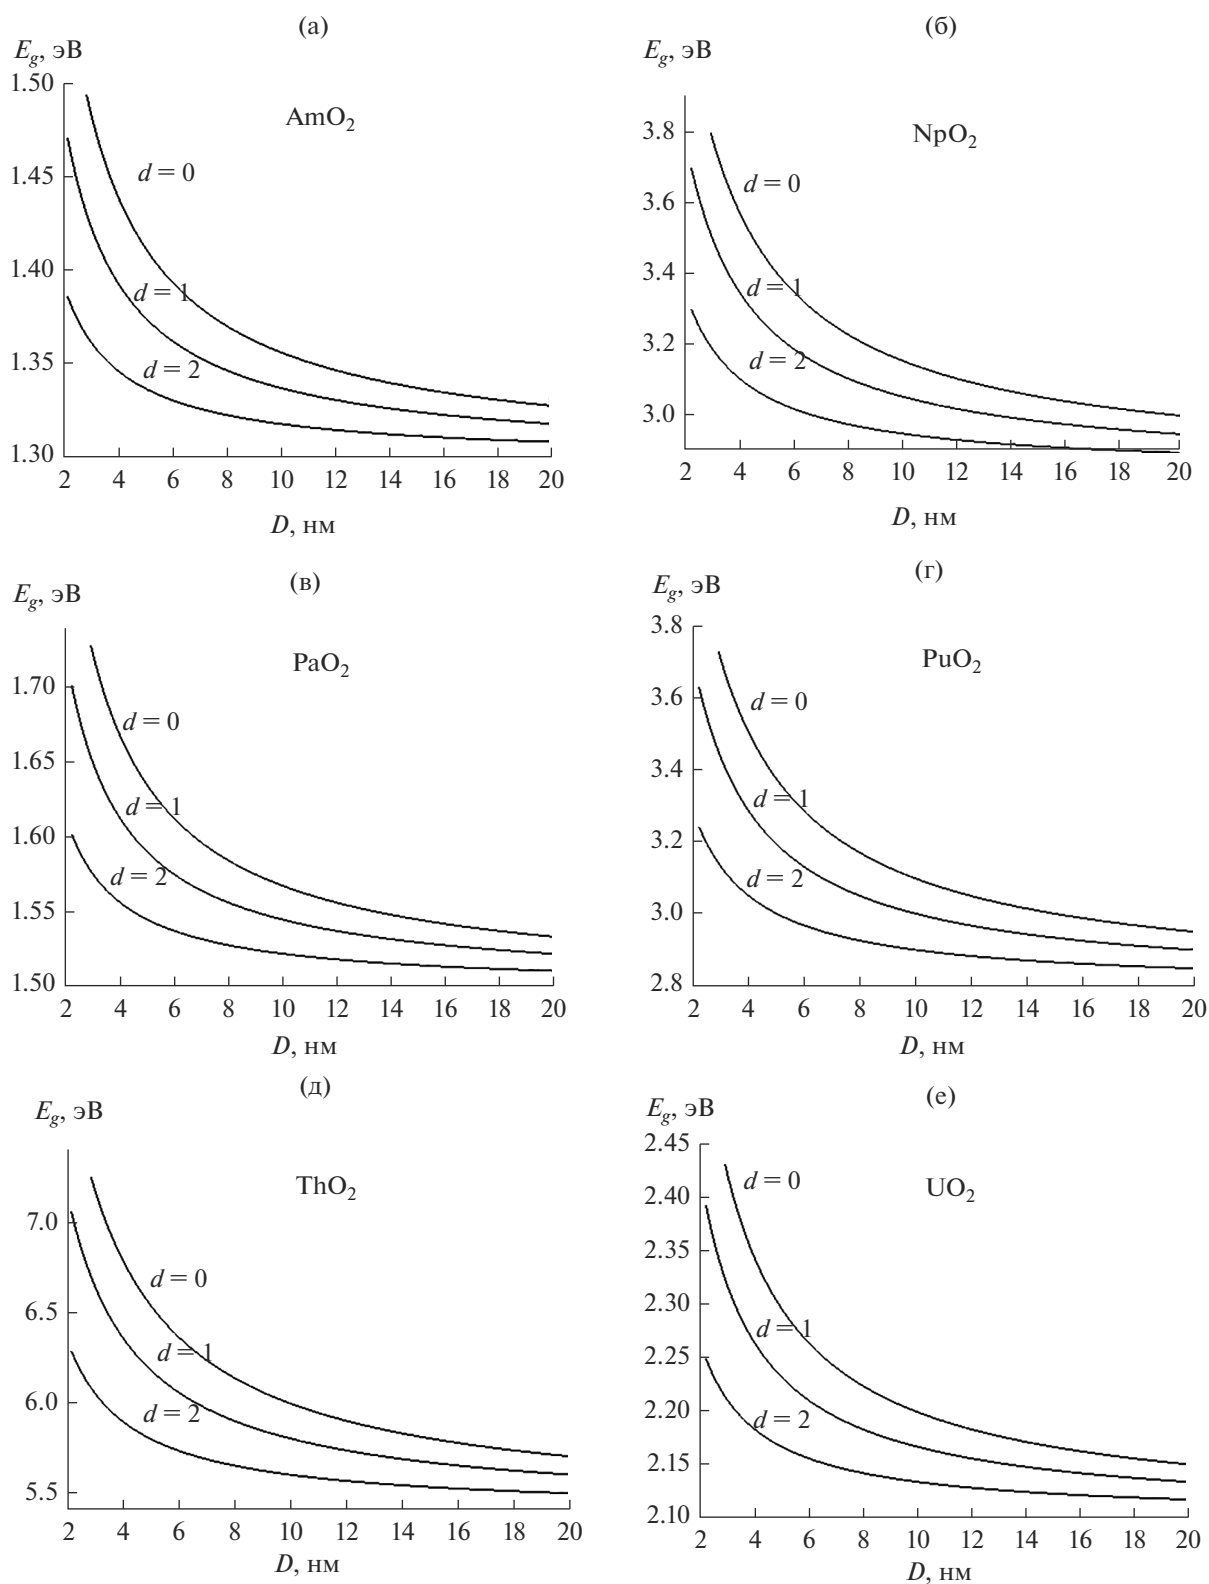 (а)
E_g, эВ
1.50
AmO₂
1.45
d = 0
1.40
d = 1
1.35
d = 2
1.30
2 4 6 8 10 12 14 16 18 20
D, нм
(б)
E_g, эВ
3.8
NpO₂
d = 0
3.6
3.4
d = 1
3.2
d = 2
3.0
2 4 6 8 10 12 14 16 18 20
D, нм
(в)
E_g, эВ
PaO₂
1.70
d = 0
1.65
d = 1
1.60
d = 2
1.55
1.50
2 4 6 8 10 12 14 16 18 20
D, нм
(г)
E_g, эВ
3.8
PuO₂
3.6
d = 0
3.4
d = 1
3.2
d = 2
3.0
2.8
2 4 6 8 10 12 14 16 18 20
D, нм
(д)
E_g, эВ
ThO₂
7.0
d = 0
6.5
d = 1
6.0
d = 2
5.5
2 4 6 8 10 12 14 16 18 20
D, нм
(е)
E_g, эВ
2.45
d = 0
UO₂
2.40
2.35
2.30
d = 1
2.25
2.20
d = 2
2.15
2.10
2 4 6 8 10 12 14 16 18 20
D, нм